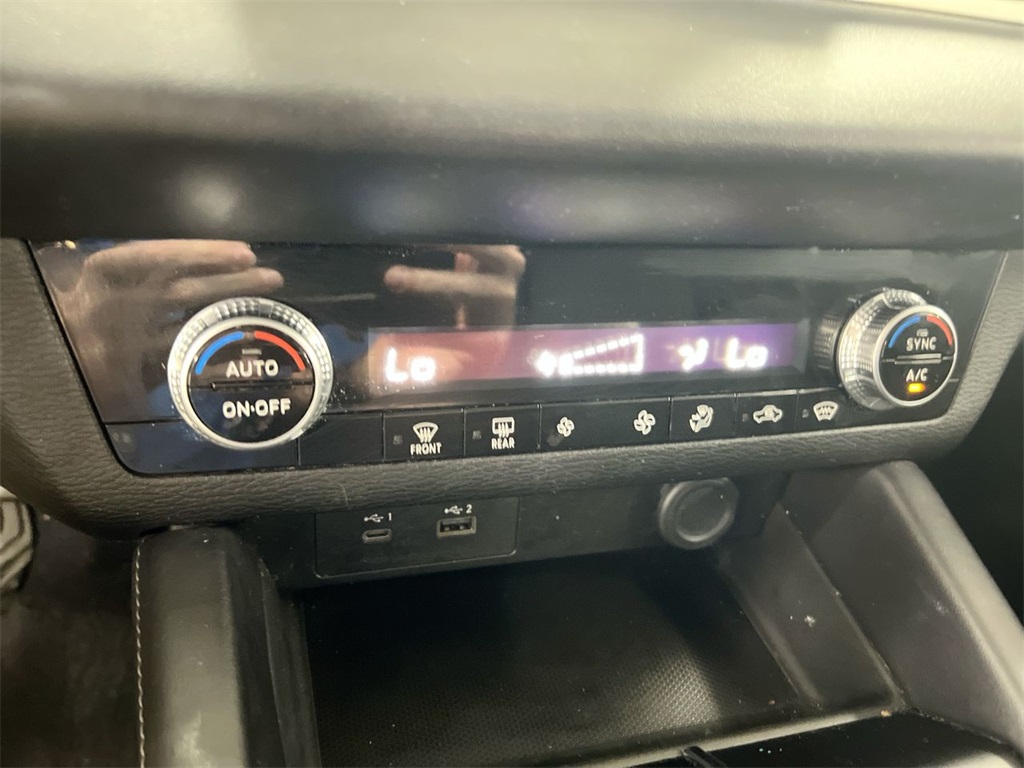 AUTO
ON·OFF
Lo
Lo
SYNC
A/C
FRONT
REAR
1
2